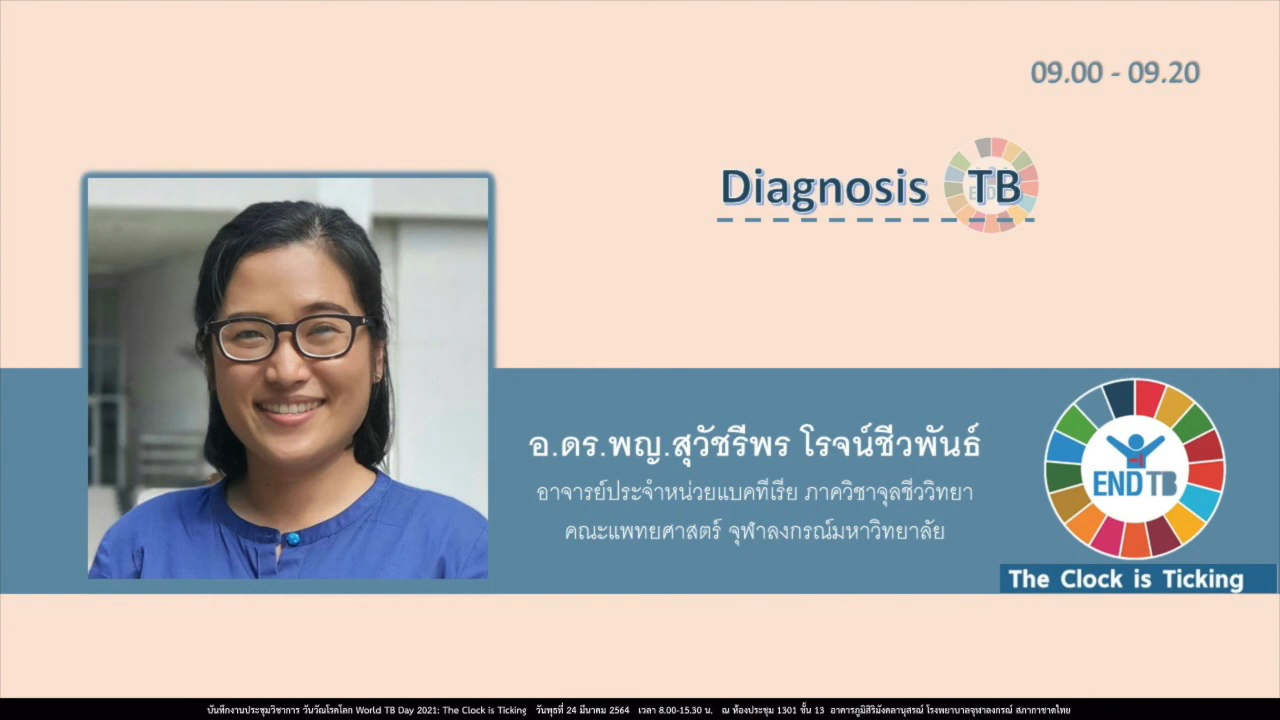 09.00 - 09.20
Diagnosis TB
อ.ดร.พญ.สุวัชรีพร โรจน์ชีวพันธ์
อาจารย์ประจำหน่วยแบคทีเรีย ภาควิชาจุลชีววิทยา
คณะแพทยศาสตร์ จุฬาลงกรณ์มหาวิทยาลัย
END TB
The Clock is Ticking
บันทึกงานประชุมวิชาการ วันวัณโรคโลก World TB Day 2021: The Clock is Ticking วันพุธที่ 24 มีนาคม 2564 เวลา 8.00-15.30 น. ณ ห้องประชุม 1301 ชั้น 13 อาคารภูมิสิริมังคลานุสรณ์ โรงพยาบาลจุฬาลงกรณ์ สภากาชาดไทย